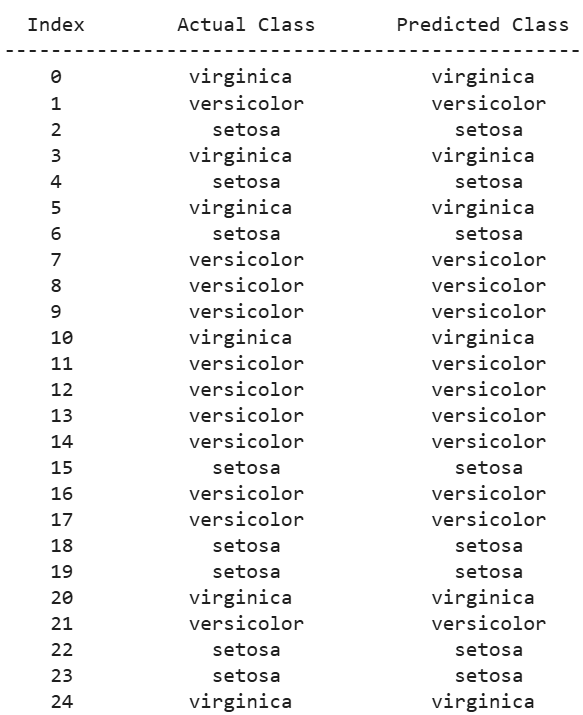 Index Actual Class Predicted Class
--------------------------------------------------
0 virginica virginica
1 versicolor versicolor
2 setosa setosa
3 virginica virginica
4 setosa setosa
5 virginica virginica
6 setosa setosa
7 versicolor versicolor
8 versicolor versicolor
9 versicolor versicolor
10 virginica virginica
11 versicolor versicolor
12 versicolor versicolor
13 versicolor versicolor
14 versicolor versicolor
15 setosa setosa
16 versicolor versicolor
17 versicolor versicolor
18 setosa setosa
19 setosa setosa
20 virginica virginica
21 versicolor versicolor
22 setosa setosa
23 setosa setosa
24 virginica virginica